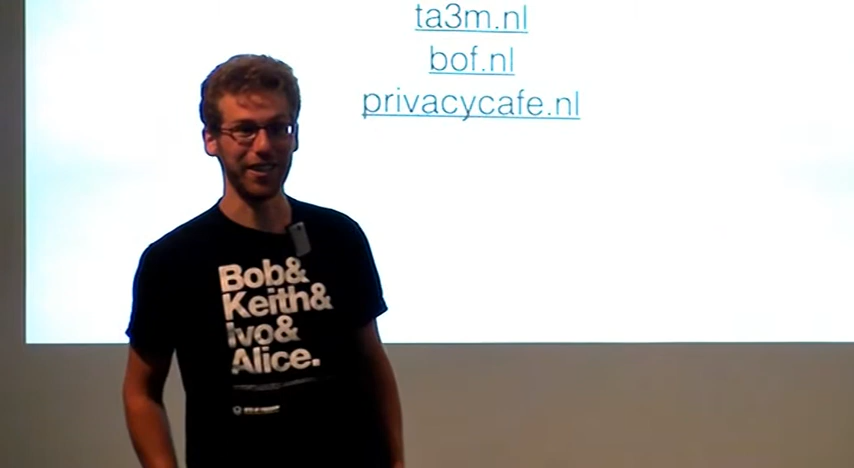 ta3m.nl
bof.nl
privacycafe.nl
Bob&
Keith&
Ivo&
Alice.